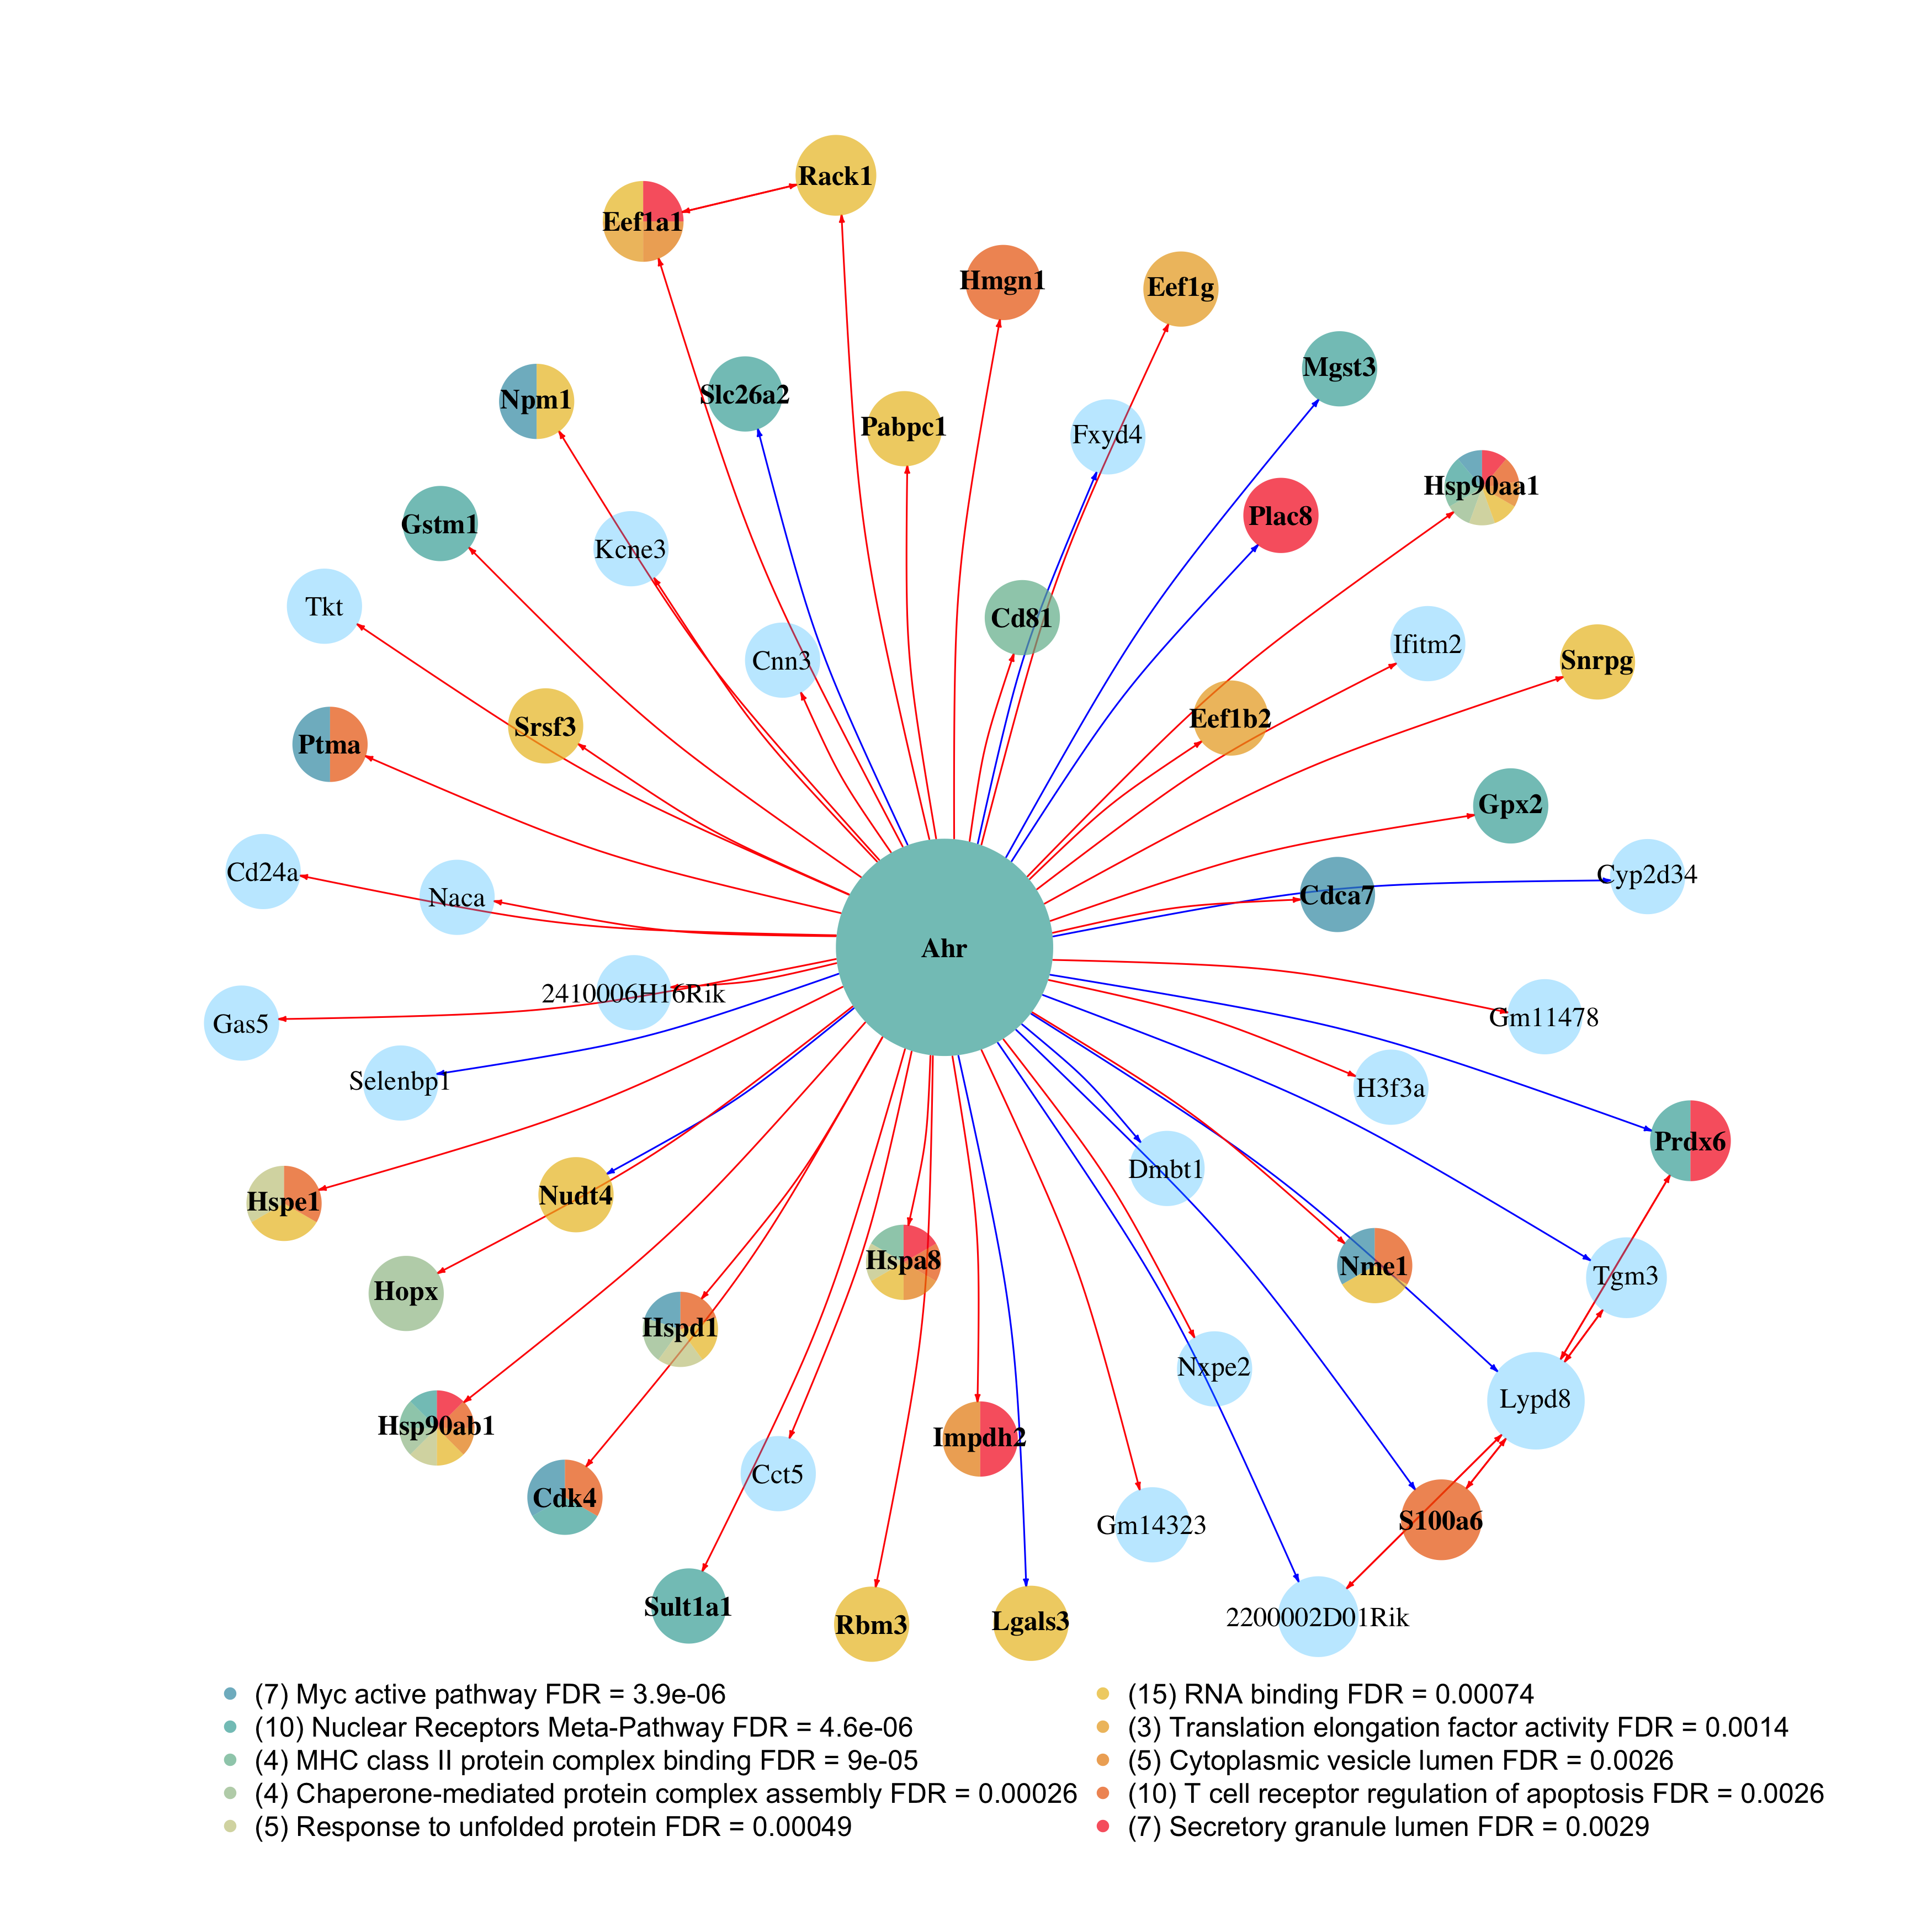 Rack1
Eef1a1
Hmgn1
Eef1g
Mgst3
Slc26a2
Npm1
Pabpc1
Fxyd4
Hsp90aa1
Plac8
Gstm1
Kcne3
Tkt
Cd81
Ifitm2
Snrpg
Cnn3
Srsf3
Eef1b2
Ptma
Gpx2
Cd24a
Naca
Cdca7
Cyp2d34
Ahr
2410006H16Rik
Gas5
Gm11478
Selenbp1
H3f3a
Prdx6
Dmbt1
Hspe1
Nudt4
Hspa8
Nme1
Tgm3
Hopx
Hspd1
Nxpe2
Lypd8
Hsp90ab1
Impdh2
Cct5
Cdk4
Gm14323
S100a6
Sult1a1
Rbm3
Lgals3
2200002D01Rik
(7) Myc active pathway FDR = 3.9e-06
(10) Nuclear Receptors Meta-Pathway FDR = 4.6e-06
(4) MHC class II protein complex binding FDR = 9e-05
(4) Chaperone-mediated protein complex assembly FDR = 0.00026
(5) Response to unfolded protein FDR = 0.00049
(15) RNA binding FDR = 0.00074
(3) Translation elongation factor activity FDR = 0.0014
(5) Cytoplasmic vesicle lumen FDR = 0.0026
(10) T cell receptor regulation of apoptosis FDR = 0.0026
(7) Secretory granule lumen FDR = 0.0029